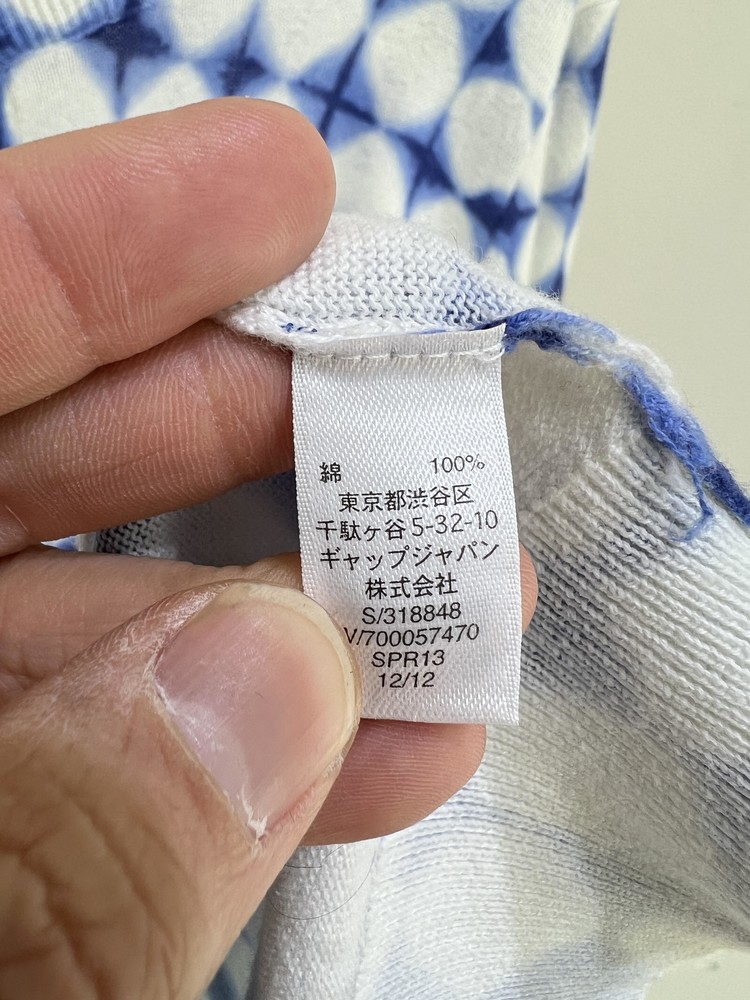 綿 100%
東京都渋谷区
千駄ヶ谷5-32-10
ギャップジャパン
株式会社
S/318848
V/700057470
SPR13
12/12